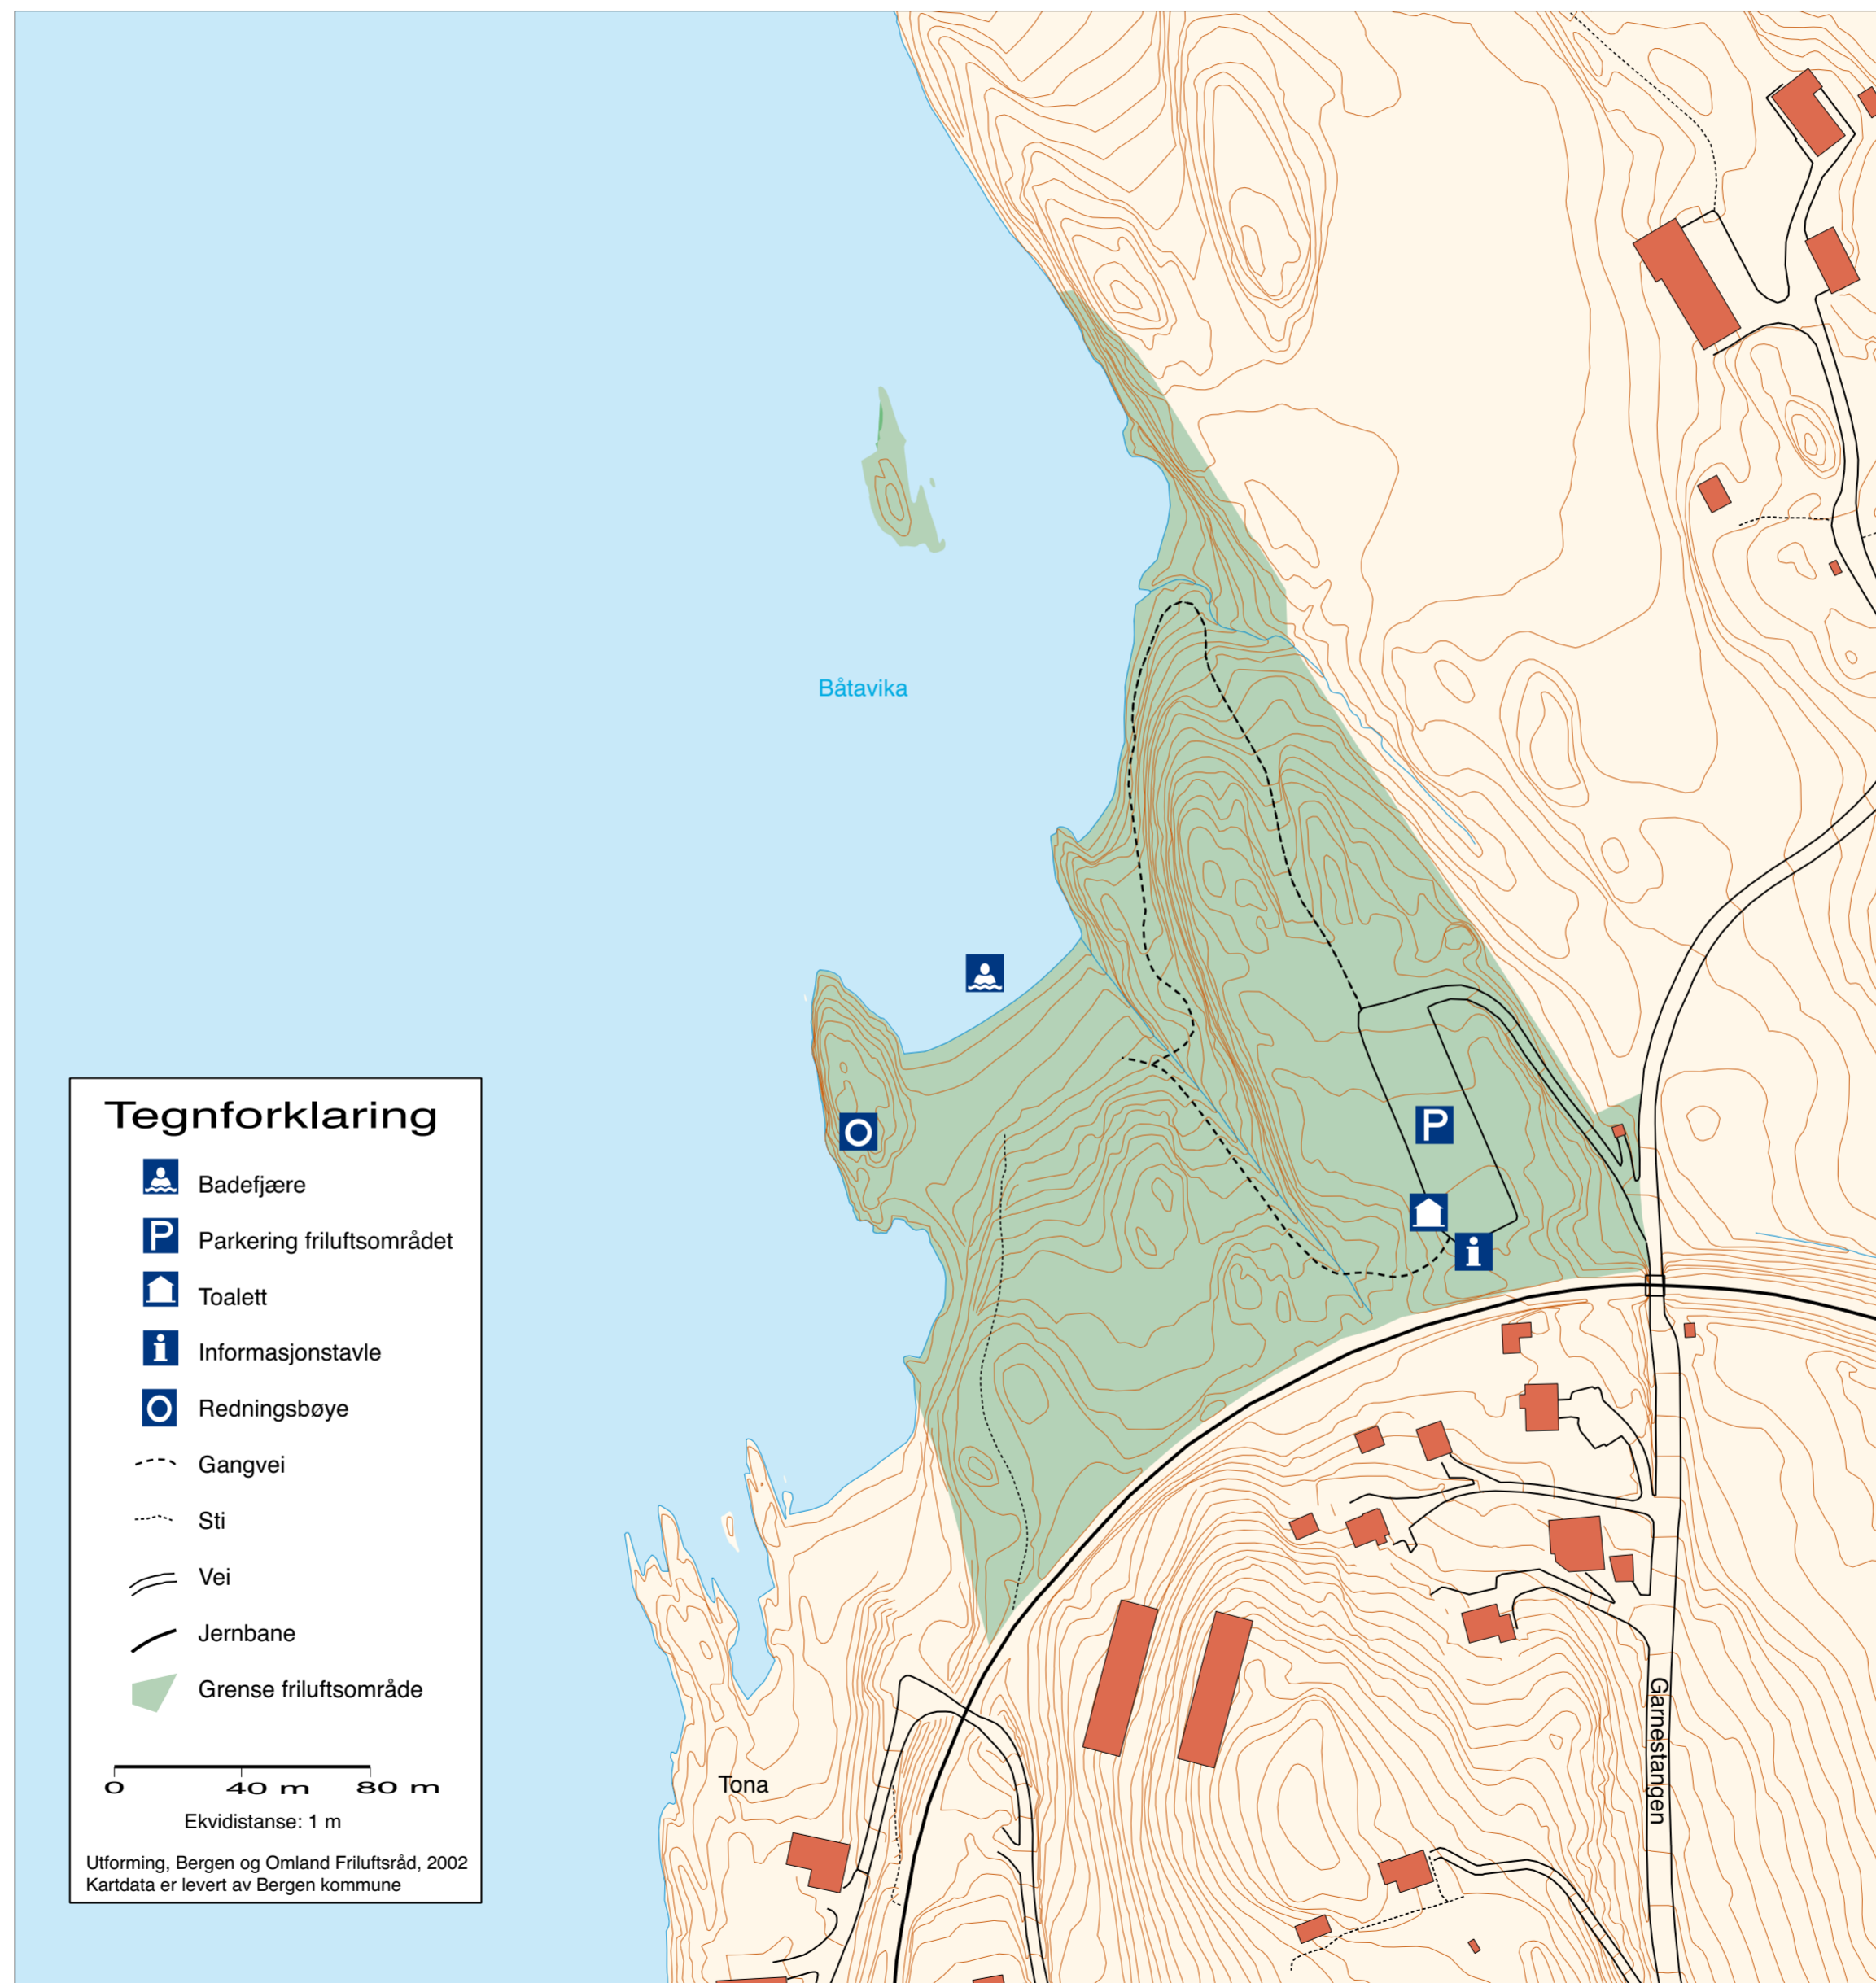 Båtavika
P
Tegnforklaring
Badefjære
P Parkering friluftsområdet
Toalett
i Informasjonstavle
Redningsbøye
Gangvei
Sti
Vei
Jernbane
Grense friluftsområde
0 40 m 80 m
Ekvidistanse: 1 m
Utforming, Bergen og Omland Friluftsråd, 2002
Kartdata er levert av Bergen kommune
i
Tona
Garnestangen